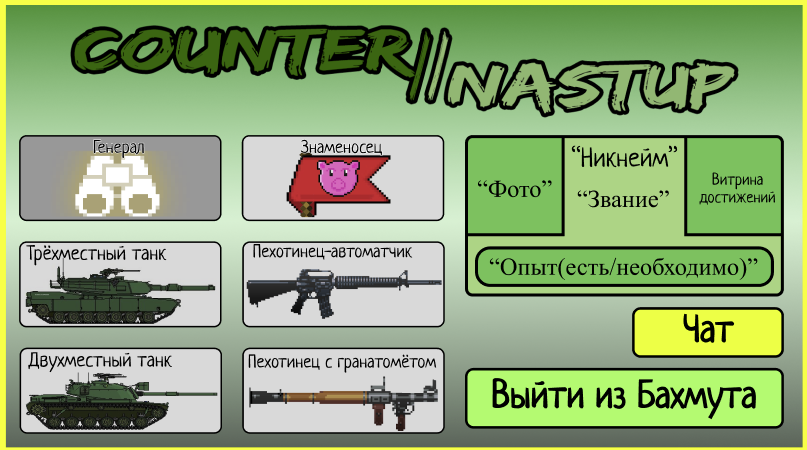 COUNTER//NASTUP
Генерал
Знаменосец
Трёхместный танк
Пехотинец-автоматчик
Двухместный танк
Пехотинец с гранатомётом
“Фото”
“Никнейм”
“Звание”
Витрина
достижений
“Опыт(есть/необходимо)”
Чат
Выйти из Бахмута